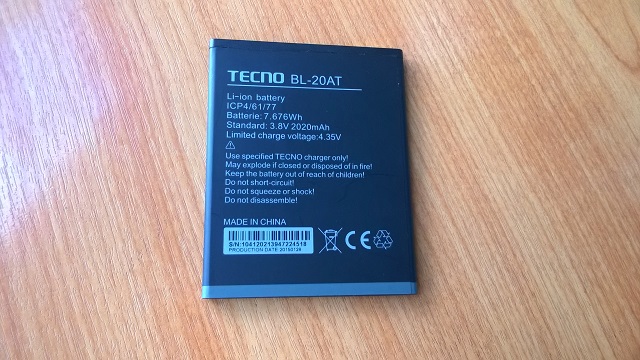 TECNO BL-20AT
Li-ion battery
ICP4/61/77
Batterie: 7.676Wh
Standard: 3.8V 2020mAh
Limited charge voltage:4.35V
Use specified TECNO charger only!
May explode if closed or disposed of in fire!
Keep the battery out of reach of children!
Do not short-circuit!
Do not squeeze or shock!
Do not disassemble!
MADE IN CHINA
S/N:104120213947224518
PRODUCTION DATE:20150126
CE